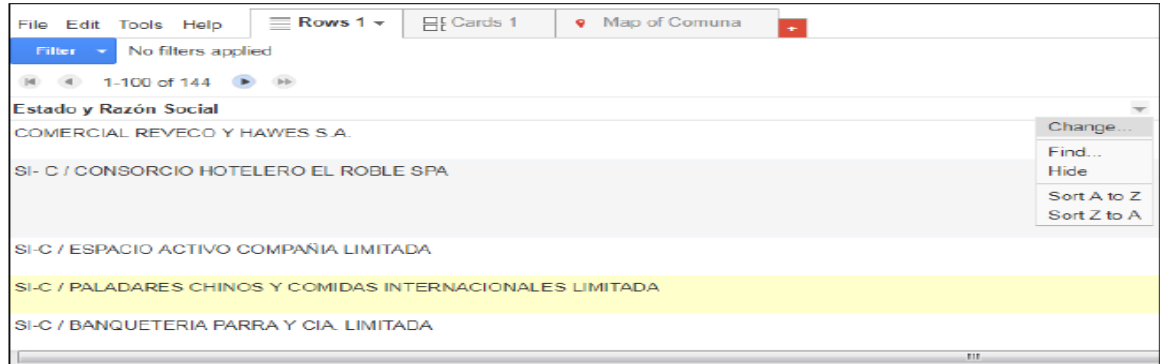 File Edit Tools Help Rows 1 Cards 1 Map of Comuna +
Filter No filters applied
1-100 of 144
Estado y Razón Social
COMERCIAL REVECO Y HAWES S.A.
SI- C / CONSORCIO HOTELERO EL ROBLE SPA
SI-C / ESPACIO ACTIVO COMPAÑIA LIMITADA
SI-C / PALADARES CHINOS Y COMIDAS INTERNACIONALES LIMITADA
SI-C / BANQUETERIA PARRA Y CIA. LIMITADA
Change...
Find...
Hide
Sort A to Z
Sort Z to A